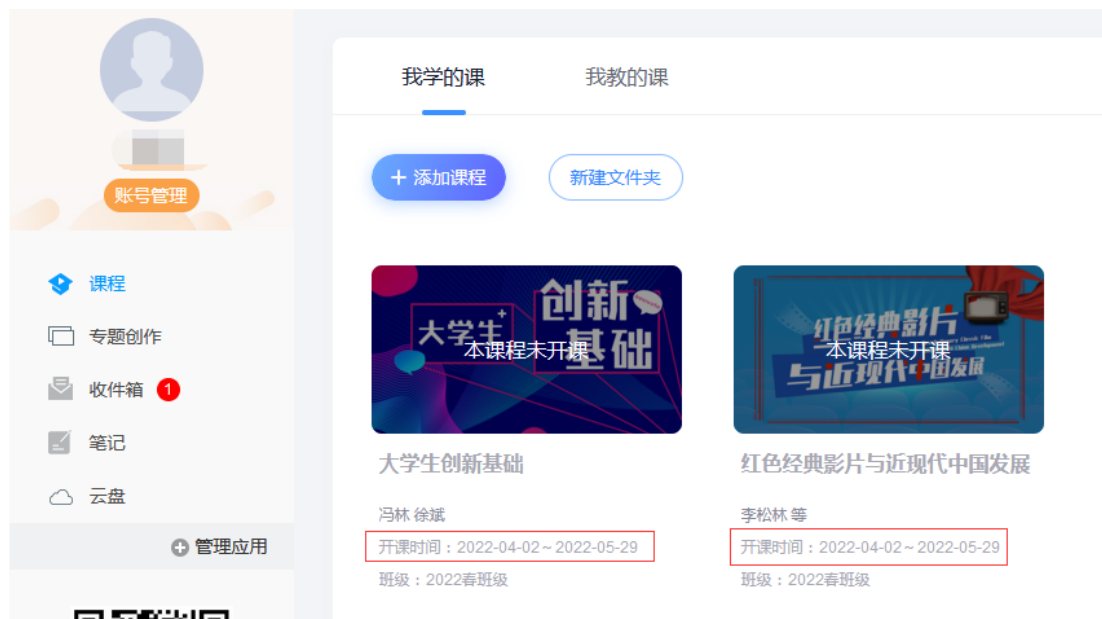 账号管理
课程
专题创作
收件箱 1
笔记
云盘
管理应用
我学的课 我教的课
+ 添加课程 新建文件夹
大学生
创新
基础
本课程未开课
大学生创新基础
冯林 徐斌
开课时间：2022-04-02～2022-05-29
班级：2022春班级
红色经典影片
与近现代中国发展
本课程未开课
红色经典影片与近现代中国发展
李松林 等
开课时间：2022-04-02～2022-05-29
班级：2022春班级